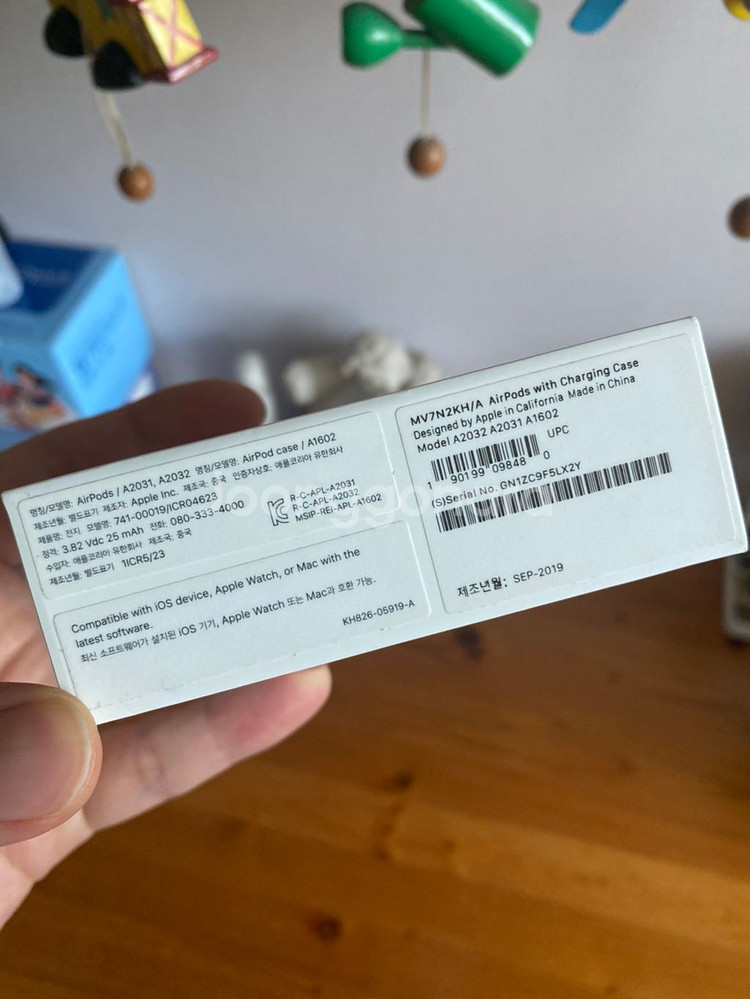 명칭/모델명: AirPods / A2031, A2032 명칭/모델명: AirPod case / A1602
제조년월: 별도표기 제조자: Apple Inc. 제조국: 중국 인증자상호: 애플코리아 유한회사
제품명: 전지 모델명: 741-00019/ICR04623
정격: 3.82 Vdc 25 mAh 전화: 080-333-4000
수입자: 애플코리아 유한회사 제조국: 중국
제조년월: 별도표기 1ICR5/23
R-C-APL-A2031
R-C-APL-A2032
MSIP-REI-APL-A1602
Compatible with iOS device, Apple Watch, or Mac with the
latest software.
최신 소프트웨어가 설치된 iOS 기기, Apple Watch 또는 Mac과 호환 가능.
KH826-05919-A
MV7N2KH/A AirPods with Charging Case
Designed by Apple in California Made in China
Model A2032 A2031 A1602
UPC
1 90199 09848 0
(S)Serial No. GN1ZC9F5LX2Y
제조년월: SEP-2019